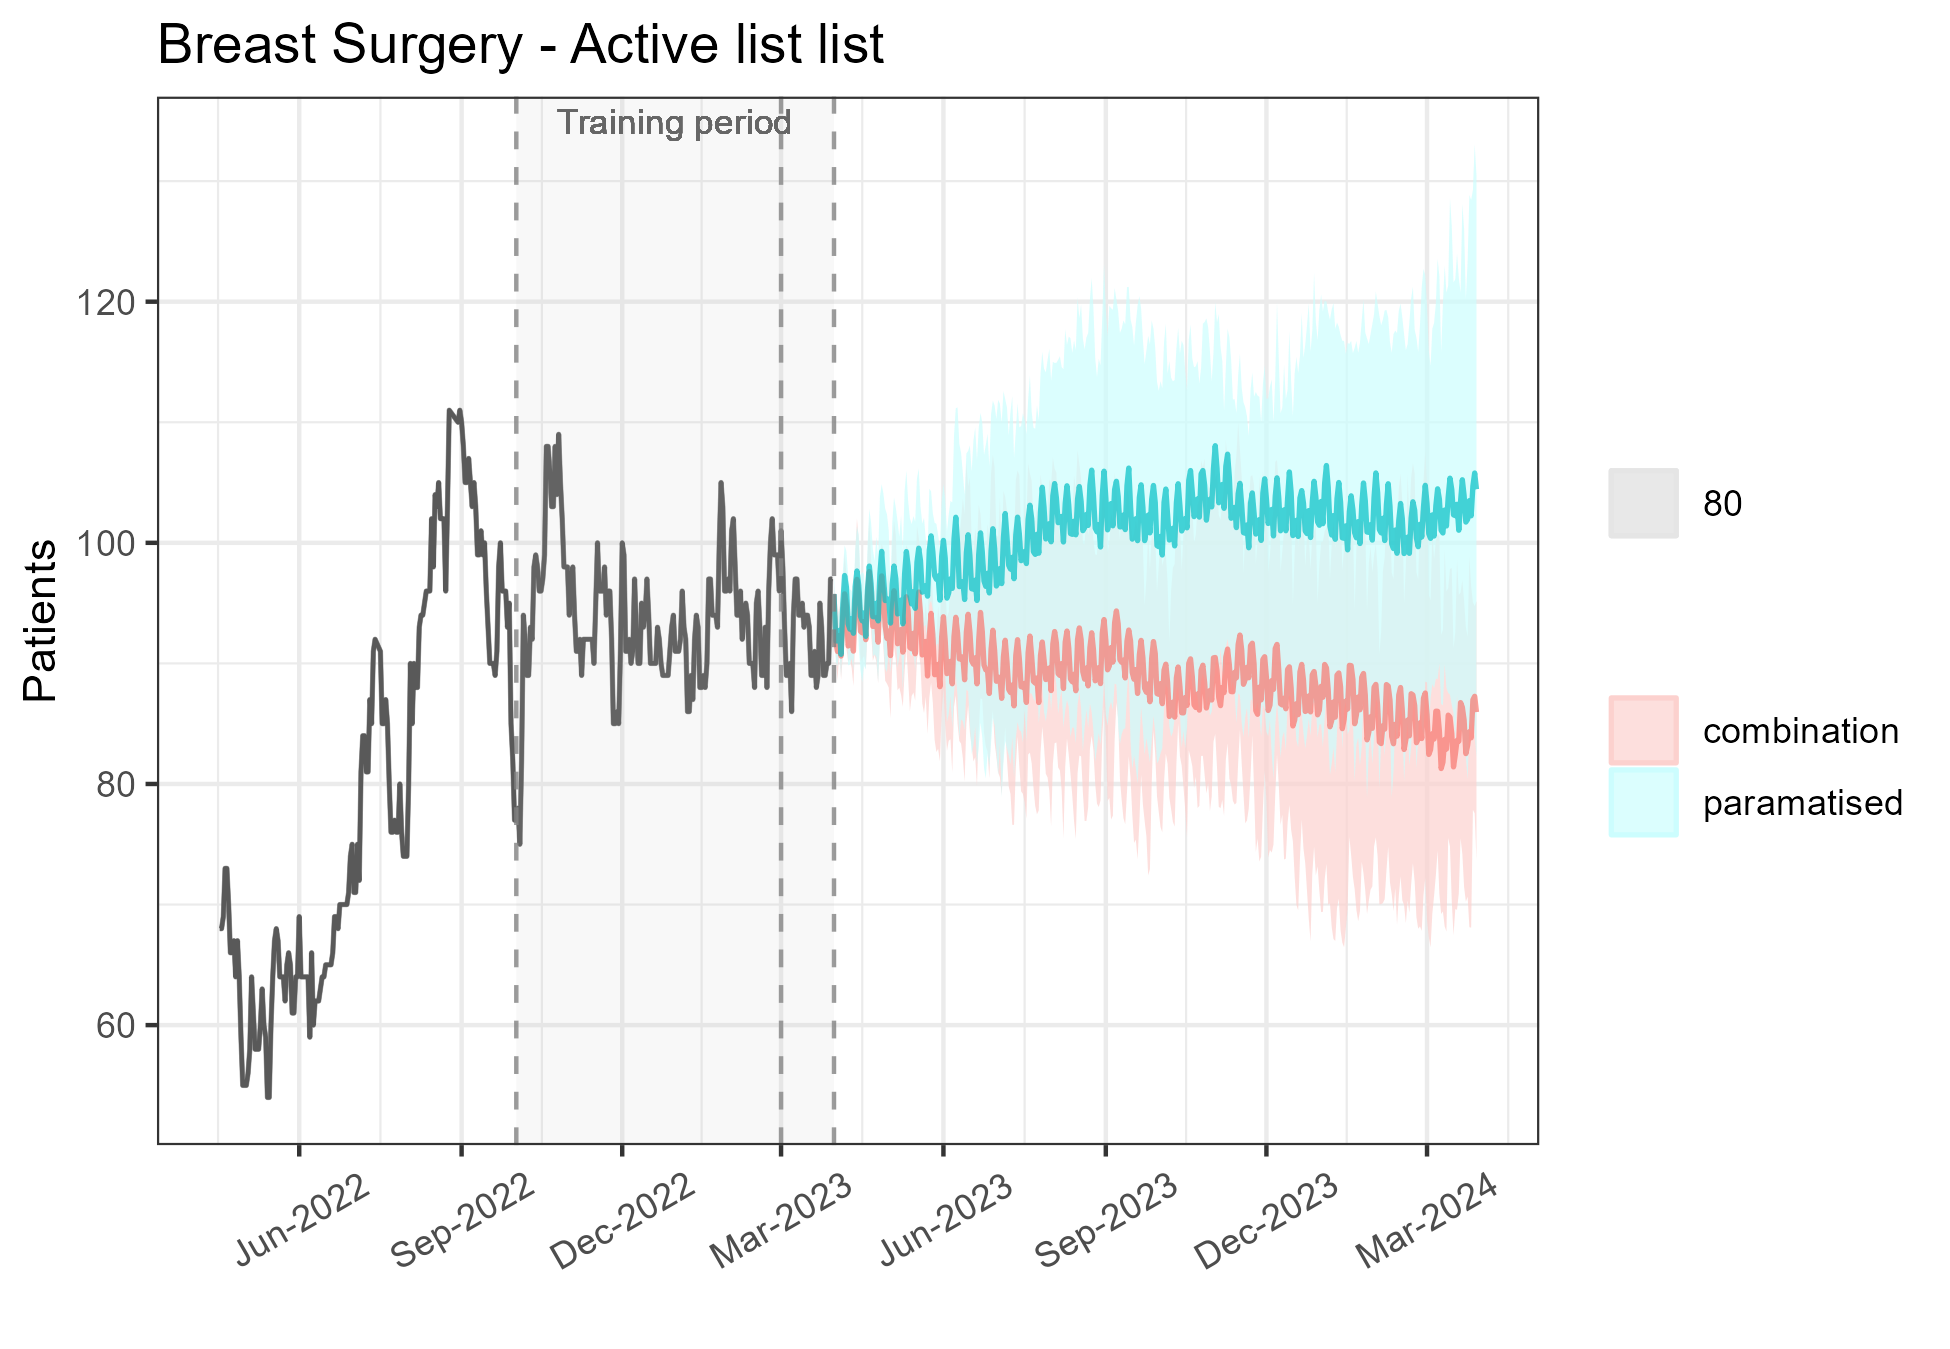 Breast Surgery - Active list list
Training period
Patients
120
100
80
60
Jun-2022
Sep-2022
Dec-2022
Mar-2023
Jun-2023
Sep-2023
Dec-2023
Mar-2024
80
combination
paramatised